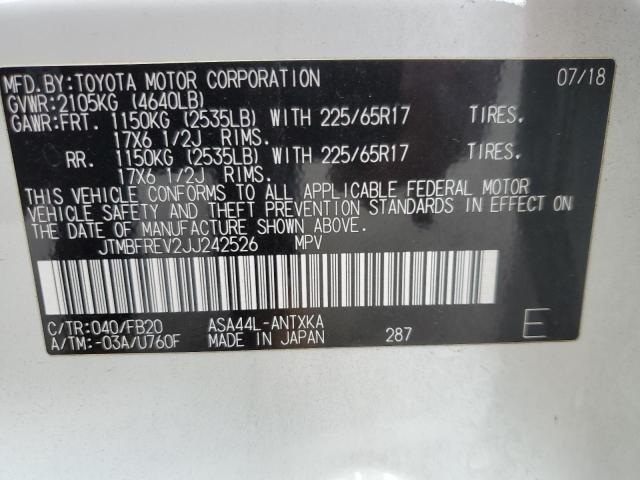 MFD.BY:TOYOTA MOTOR CORPORATION 07/18
GVWR:2105KG (4640LB)
GAWR:FRT. 1150KG (2535LB) WITH 225/65R17 TIRES.
17X6 1/2J RIMS.
RR. 1150KG (2535LB) WITH 225/65R17 TIRES.
17X6 1/2J RIMS.
THIS VEHICLE CONFORMS TO ALL APPLICABLE FEDERAL MOTOR
VEHICLE SAFETY AND THEFT PREVENTION STANDARDS IN EFFECT ON
THE DATE OF MANUFACTURE SHOWN ABOVE.
JTMBFREV2JJ242526 MPV
C/TR:040/FB20 ASA44L-ANTXKA
A/TM:-03A/U760F MADE IN JAPAN 287 E